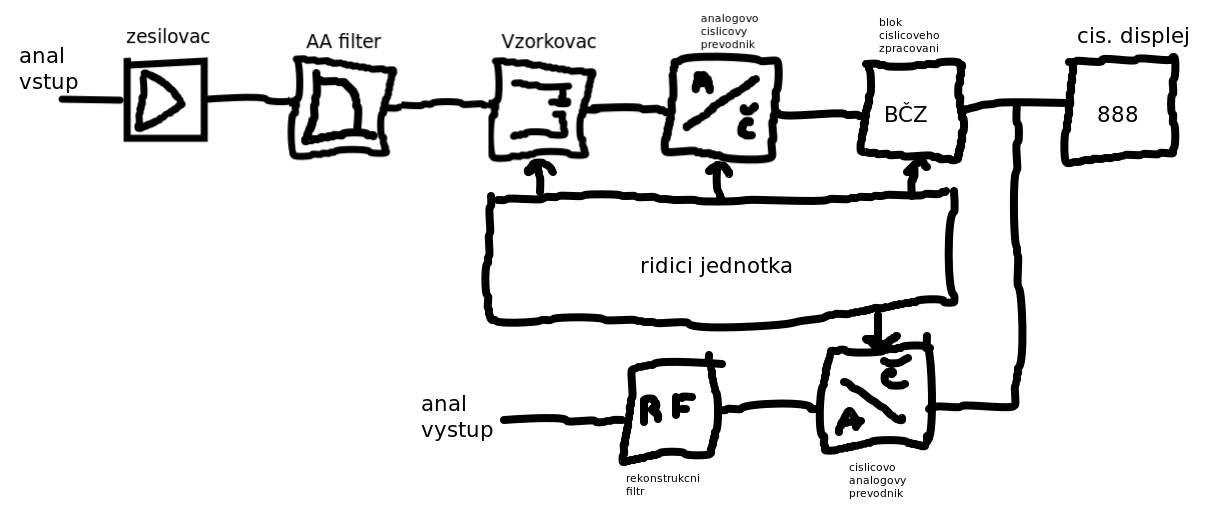 anal
vstup
zesilovac
AA filter
Vzorkovac
analogovo
cislicovy
prevodnik
blok
cislicoveho
zpracovani
cis. displej
A
Č
BČZ
888
ridici jednotka
anal
vystup
RF
rekonstrukcni
filtr
Č
A
cislicovo
analogovy
prevodnik